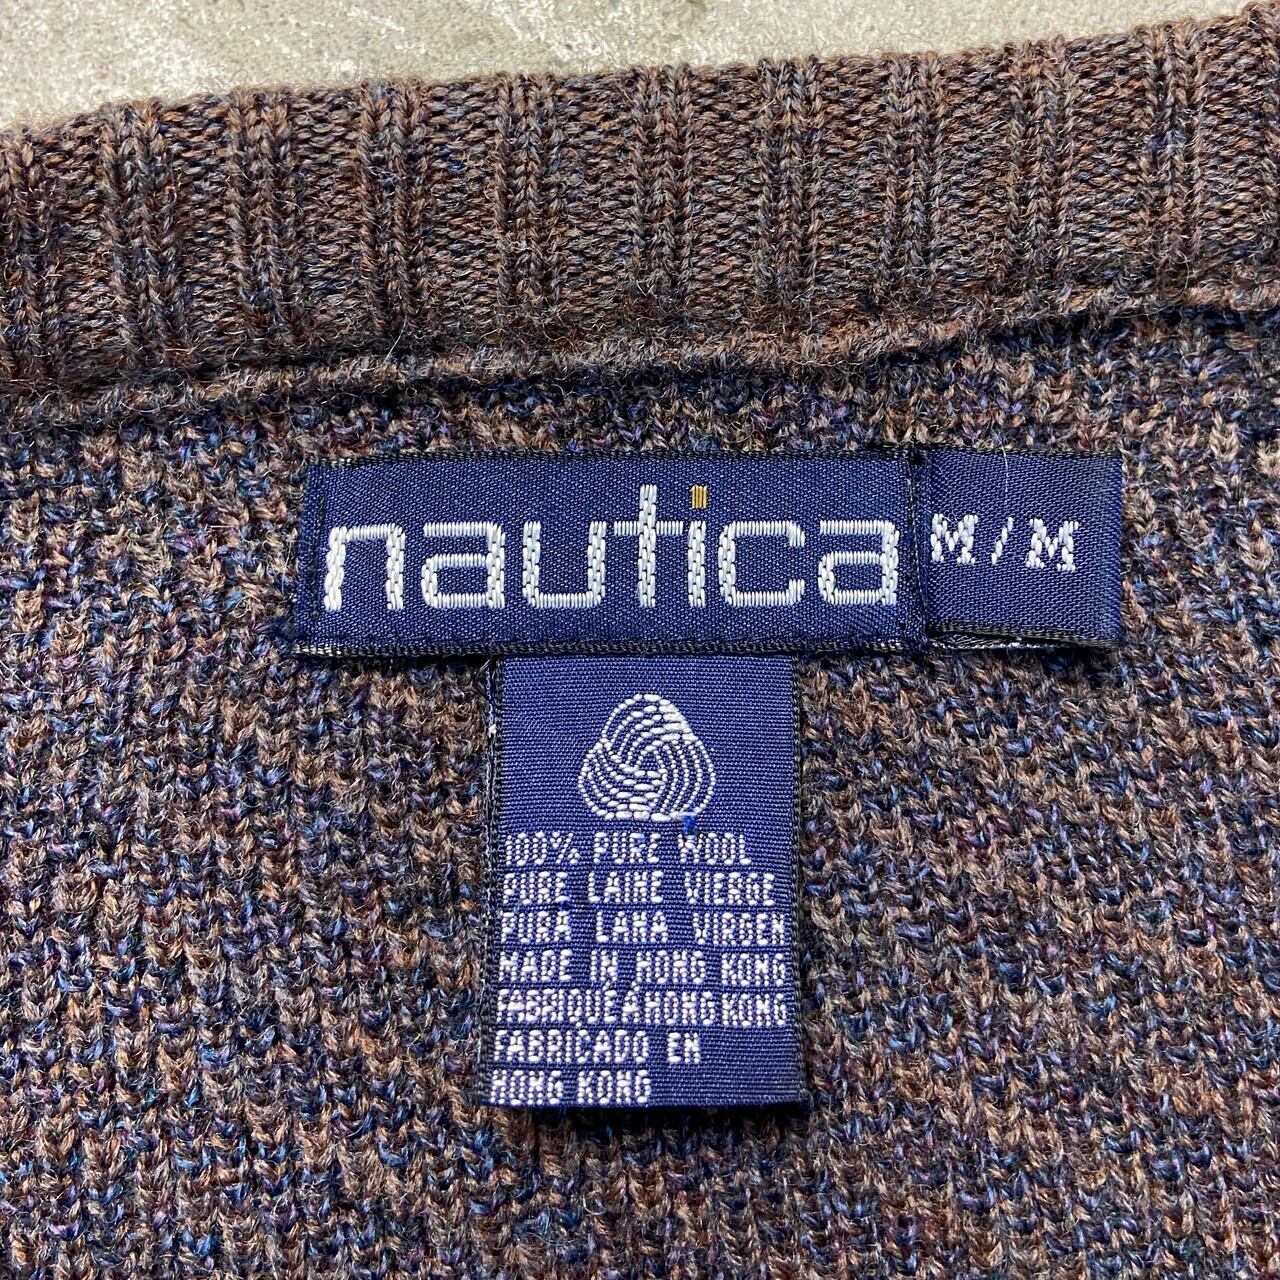 nautica
M/M
100% PURE WOOL
PURE LAINE VIERGE
PURA LANA VIRGEN
MADE IN HONG KONG
FABRIQUÉ A HONG KONG
FABRICADO EN
HONG KONG